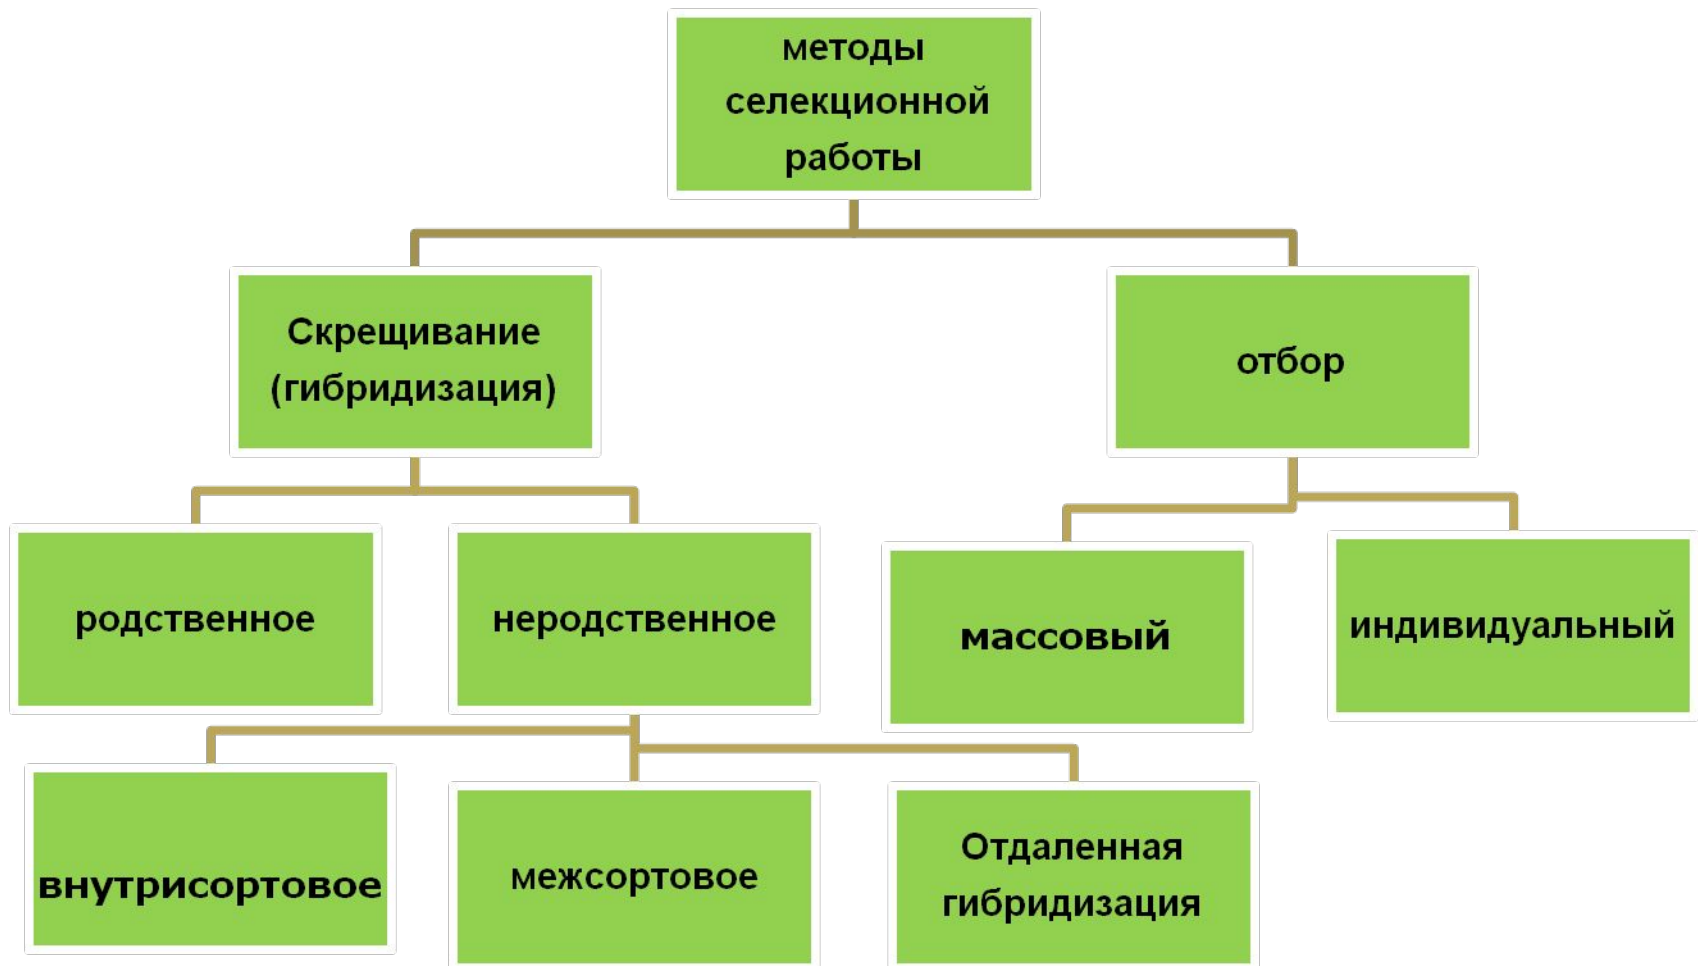 методы
селекционной
работы
Скрещивание
(гибридизация)
отбор
родственное
неродственное
массовый
индивидуальный
внутрисортовое
межсортовое
Отдаленная
гибридизация